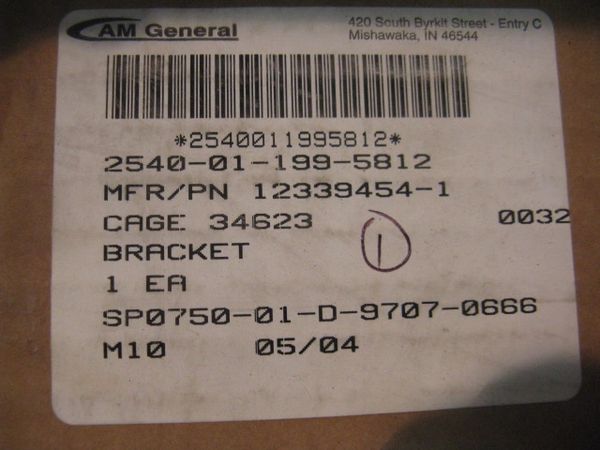 AM General
420 South Byrkit Street - Entry C
Mishawaka, IN 46544
*2540011995812*
2540-01-199-5812
MFR/PN 12339454-1
CAGE 34623 0032
BRACKET
1
1 EA
SP0750-01-D-9707-0666
M10 05/04